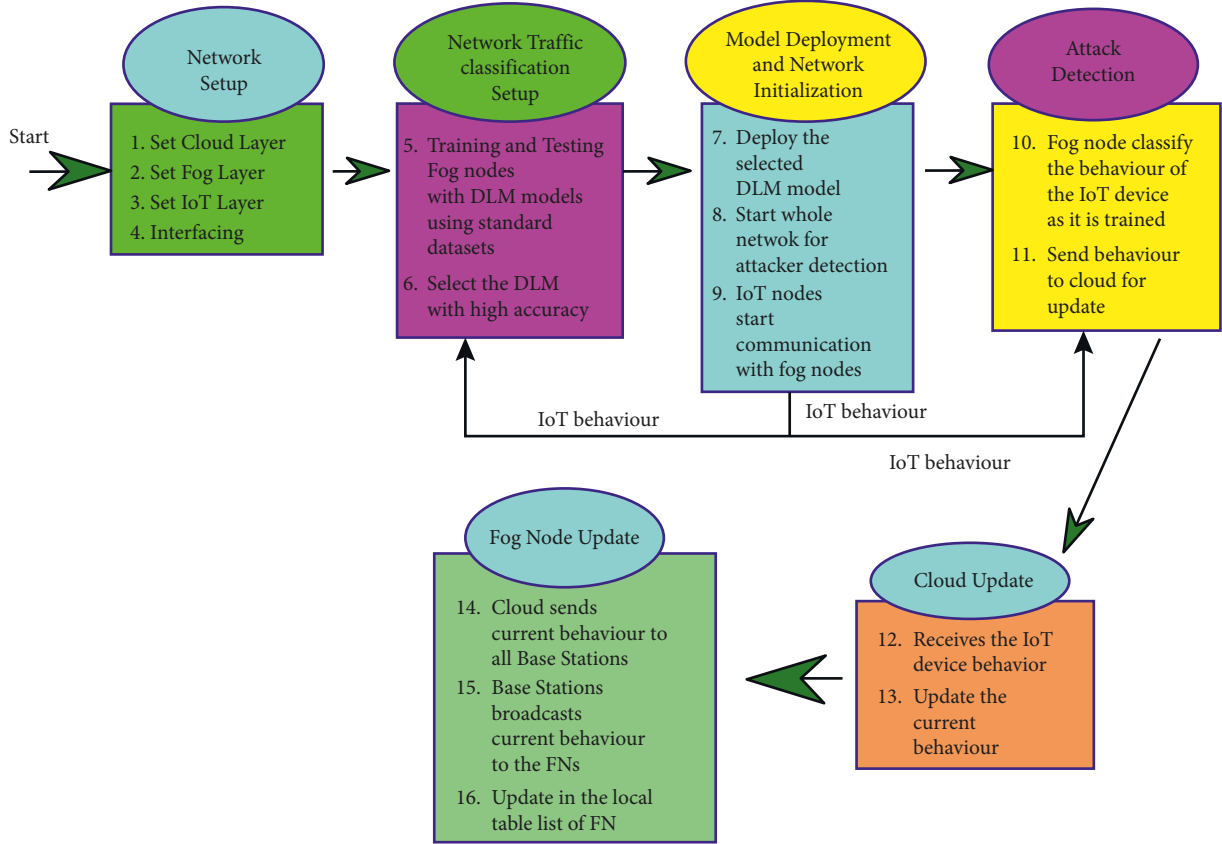 Start
Network
Setup
1. Set Cloud Layer
2. Set Fog Layer
3. Set IoT Layer
4. Interfacing
Network Traffic
classification
Setup
5. Training and Testing
Fog nodes
with DLM models
using standard
datasets
6. Select the DLM
with high accuracy
Model Deployment
and Network
Initialization
7. Deploy the
selected
DLM model
8. Start whole
netwok for
attacker detection
9. IoT nodes
start
communication
with fog nodes
Attack
Detection
10. Fog node classify
the behaviour of
the IoT device
as it is trained
11. Send behaviour
to cloud for
update
IoT behaviour
IoT behaviour
IoT behaviour
Cloud Update
12. Receives the IoT
device behavior
13. Update the
current
behaviour
Fog Node Update
14. Cloud sends
current behaviour to
all Base Stations
15. Base Stations
broadcasts
current behaviour
to the FNs
16. Update in the local
table list of FN